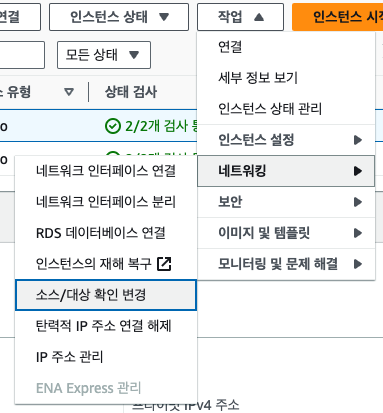 연결
인스턴스 상태
작업
인스턴스 시작
모든 상태
연결
스 유형
상태 검사
세부 정보 보기
인스턴스 상태 관리
2/2개 검사 통
인스턴스 설정
네트워킹
네트워크 인터페이스 연결
네트워크 인터페이스 분리
보안
RDS 데이터베이스 연결
이미지 및 템플릿
인스턴스의 재해 복구
모니터링 및 문제 해결
소스/대상 확인 변경
탄력적 IP 주소 연결 해제
IP 주소 관리
ENA Express 관리
프라이빗 IPv4 주소